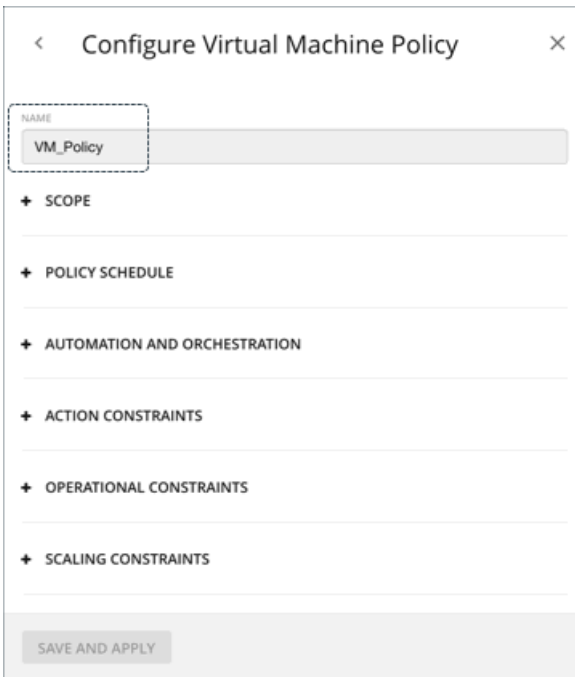 Configure Virtual Machine Policy
NAME
VM_Policy
SCOPE
POLICY SCHEDULE
AUTOMATION AND ORCHESTRATION
ACTION CONSTRAINTS
OPERATIONAL CONSTRAINTS
SCALING CONSTRAINTS
SAVE AND APPLY